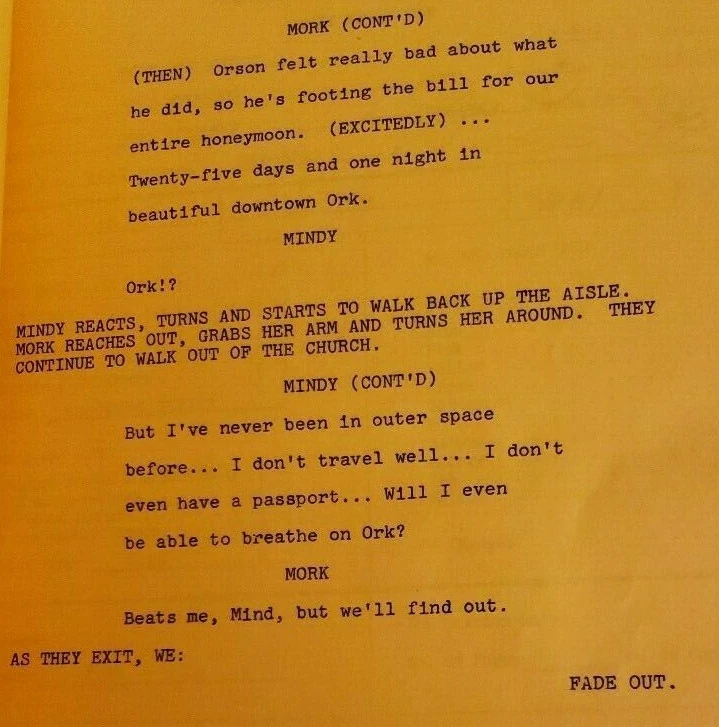 MORK (CONT'D)
(THEN) Orson felt really bad about what
he did, so he's footing the bill for our
entire honeymoon. (EXCITEDLY) ...
Twenty-five days and one night in
beautiful downtown Ork.
MINDY
Ork!?
MINDY REACTS, TURNS AND STARTS TO WALK BACK UP THE AISLE.
MORK REACHES OUT, GRABS HER ARM AND TURNS HER AROUND. THEY
CONTINUE TO WALK OUT OF THE CHURCH.
MINDY (CONT'D)
But I've never been in outer space
before... I don't travel well... I don't
even have a passport... Will I even
be able to breathe on Ork?
MORK
Beats me, Mind, but we'll find out.
AS THEY EXIT, WE:
FADE OUT.